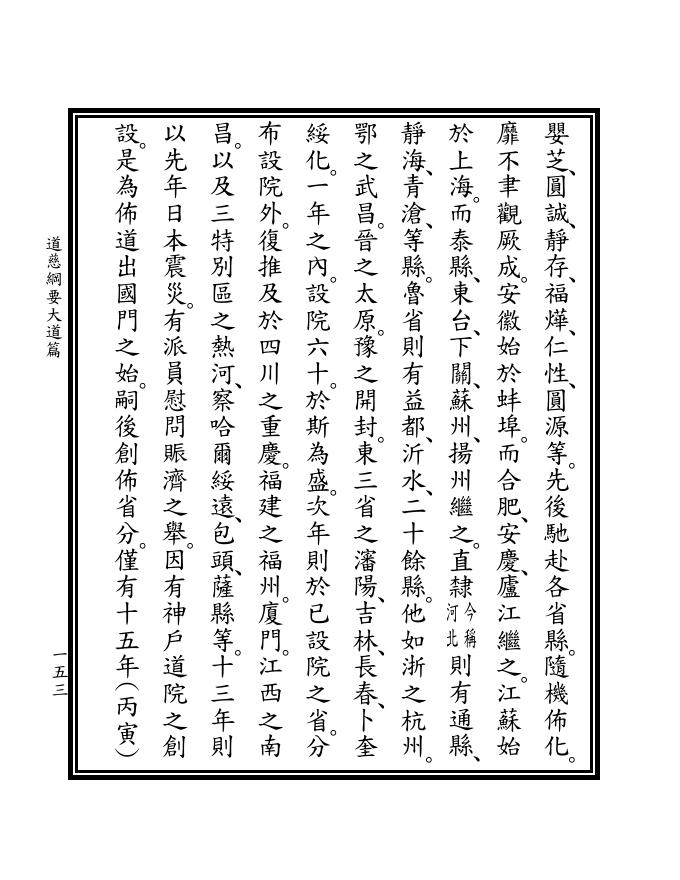 嬰芝、圓誠、靜存、福燁、仁性、圓源等。先後馳赴各省縣。隨機佈化。
靡不聿觀厥成。安徽始於蚌埠。而合肥、安慶、廬江繼之。江蘇始
於上海。而泰縣、東台、下關、蘇州、揚州繼之。直隸今稱河北則有通縣、
靜海、青滄、等縣。魯省則有益都、沂水、二十餘縣。他如浙之杭州。
鄂之武昌。晉之太原。豫之開封。東三省之瀋陽、吉林、長春、卜奎
綏化。一年之內。設院六十。於斯為盛。次年則於已設院之省。分
布設院外。復推及於四川之重慶。福建之福州。廈門。江西之南
昌。以及三特別區之熱河、察哈爾綏遠、包頭、薩縣等。十三年則
以先年日本震災。有派員慰問賑濟之舉。因有神戶道院之創
設。是為佈道出國門之始。嗣後創佈省分。僅有十五年（丙寅）
道慈綱要大道篇
一五三